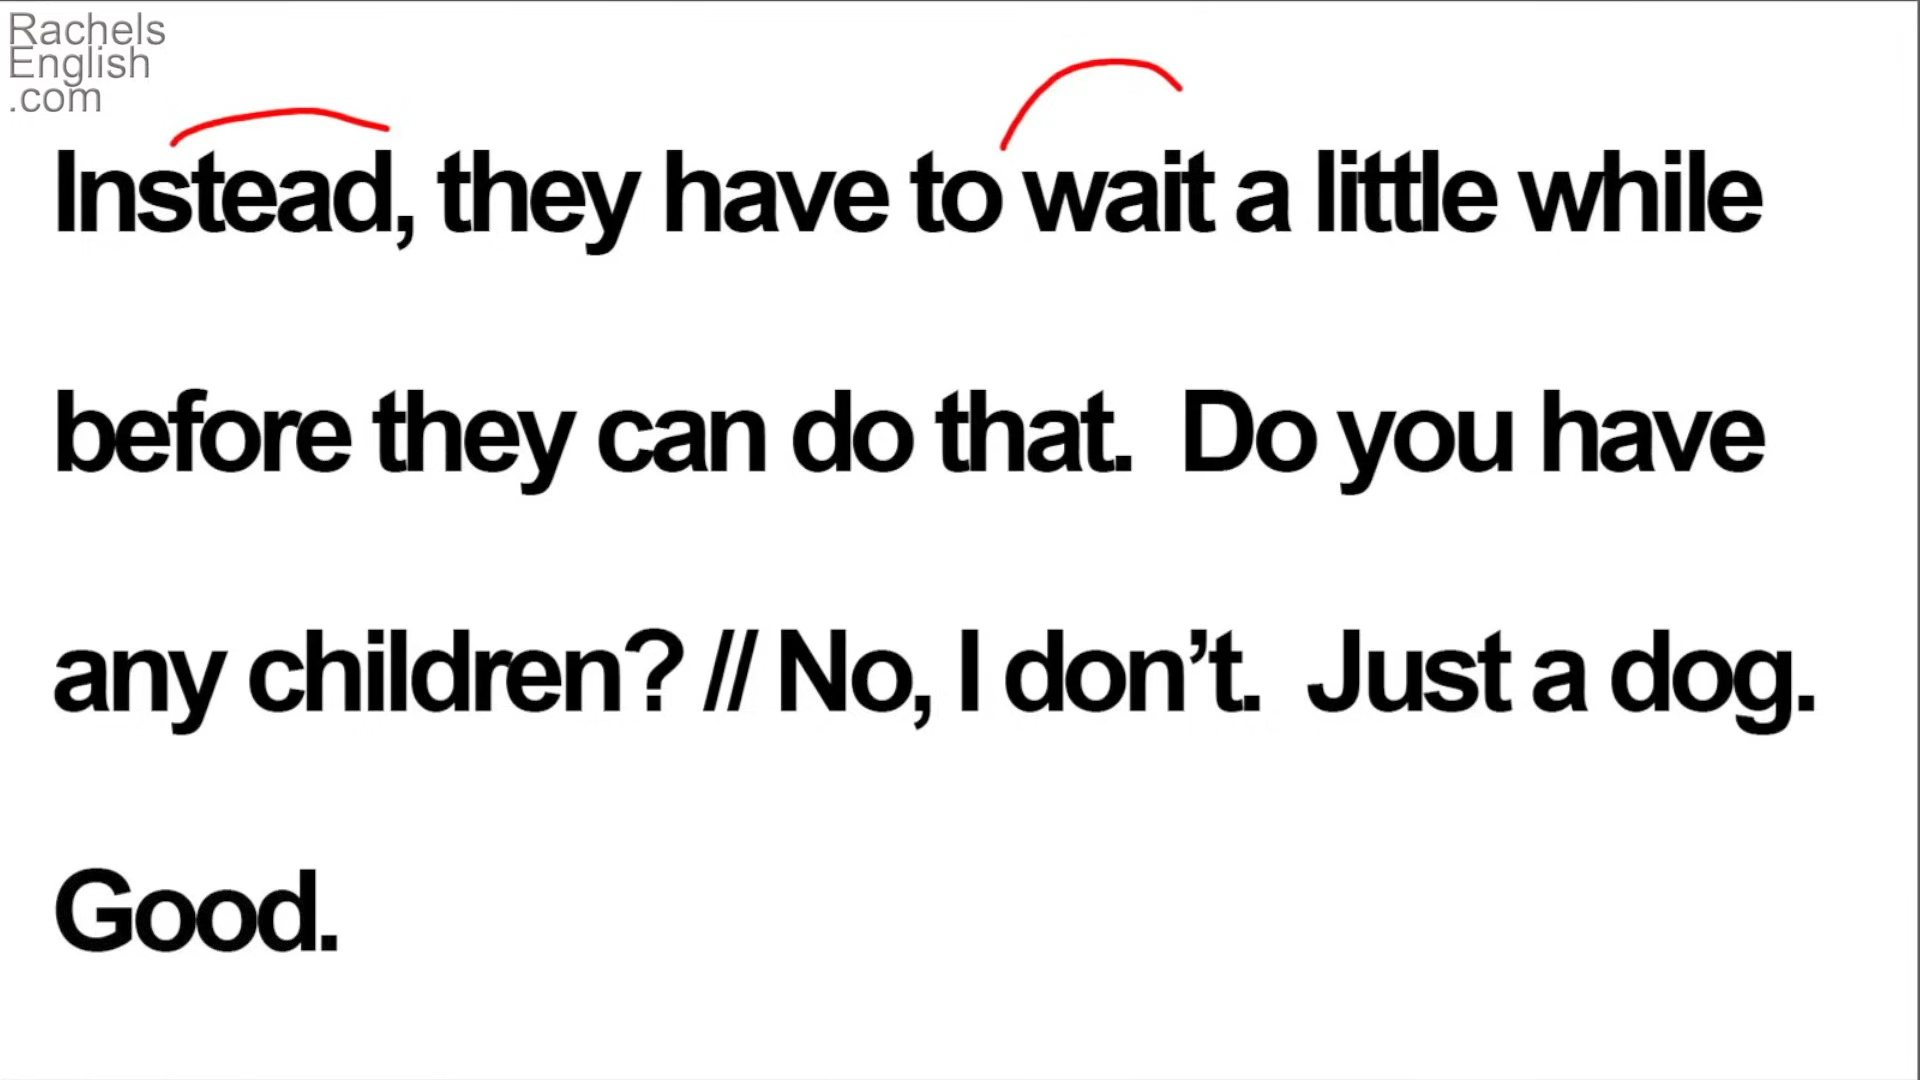 Rachels
English
.com
Instead, they have to wait a little while
before they can do that.  Do you have
any children? // No, I don’t.  Just a dog.
Good.